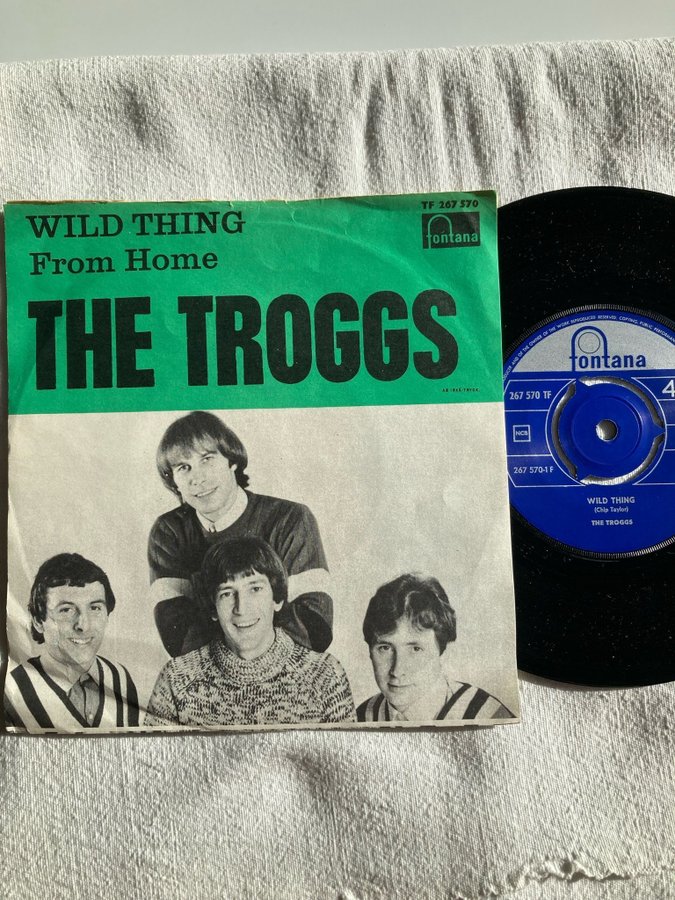 WILD THING
From Home
TF 267 570
fontana
THE TROGGS
fontana
267 570 TF
4
NCB
267 570-1 F
WILD THING
(Chip Taylor)
THE TROGGS